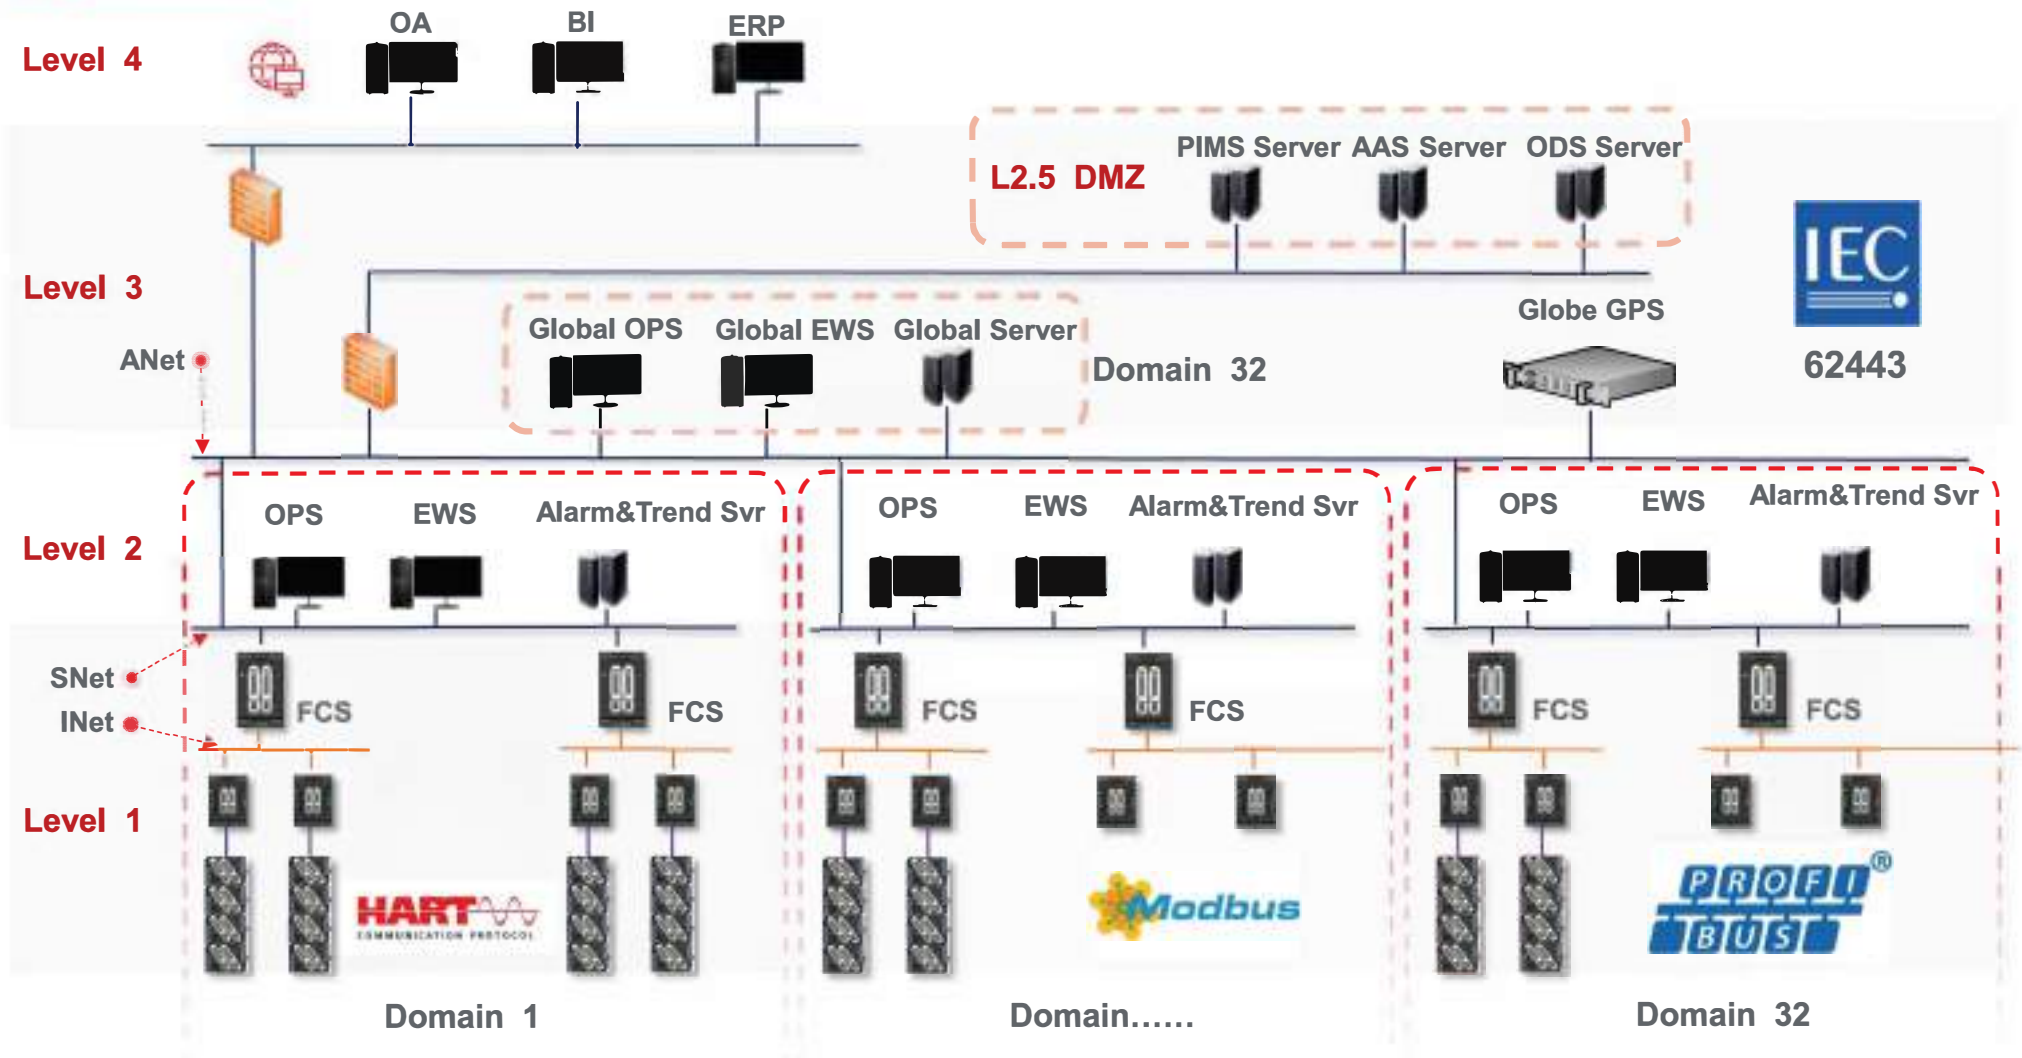 OA
BI
ERP
Level 4
PIMS Server
AAS Server
ODS Server
L2.5 DMZ
IEC
62443
Level 3
Globe GPS
Global OPS
Global EWS
Global Server
Domain 32
ANet
Level 2
OPS
EWS
Alarm&Trend Svr
OPS
EWS
Alarm&Trend Svr
OPS
EWS
Alarm&Trend Svr
SNet
INet
FCS
FCS
FCS
FCS
FCS
FCS
Level 1
HART
COMMUNICATION PROTOCOL
Modbus
PROFI®
BUS
Domain 1
Domain......
Domain 32